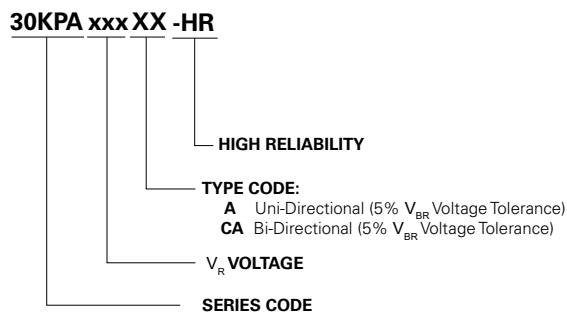 30KPA xxx XX -HR
HIGH RELIABILITY
TYPE CODE:
A Uni-Directional (5% VBR Voltage Tolerance)
CA Bi-Directional (5% VBR Voltage Tolerance)
VR VOLTAGE
SERIES CODE